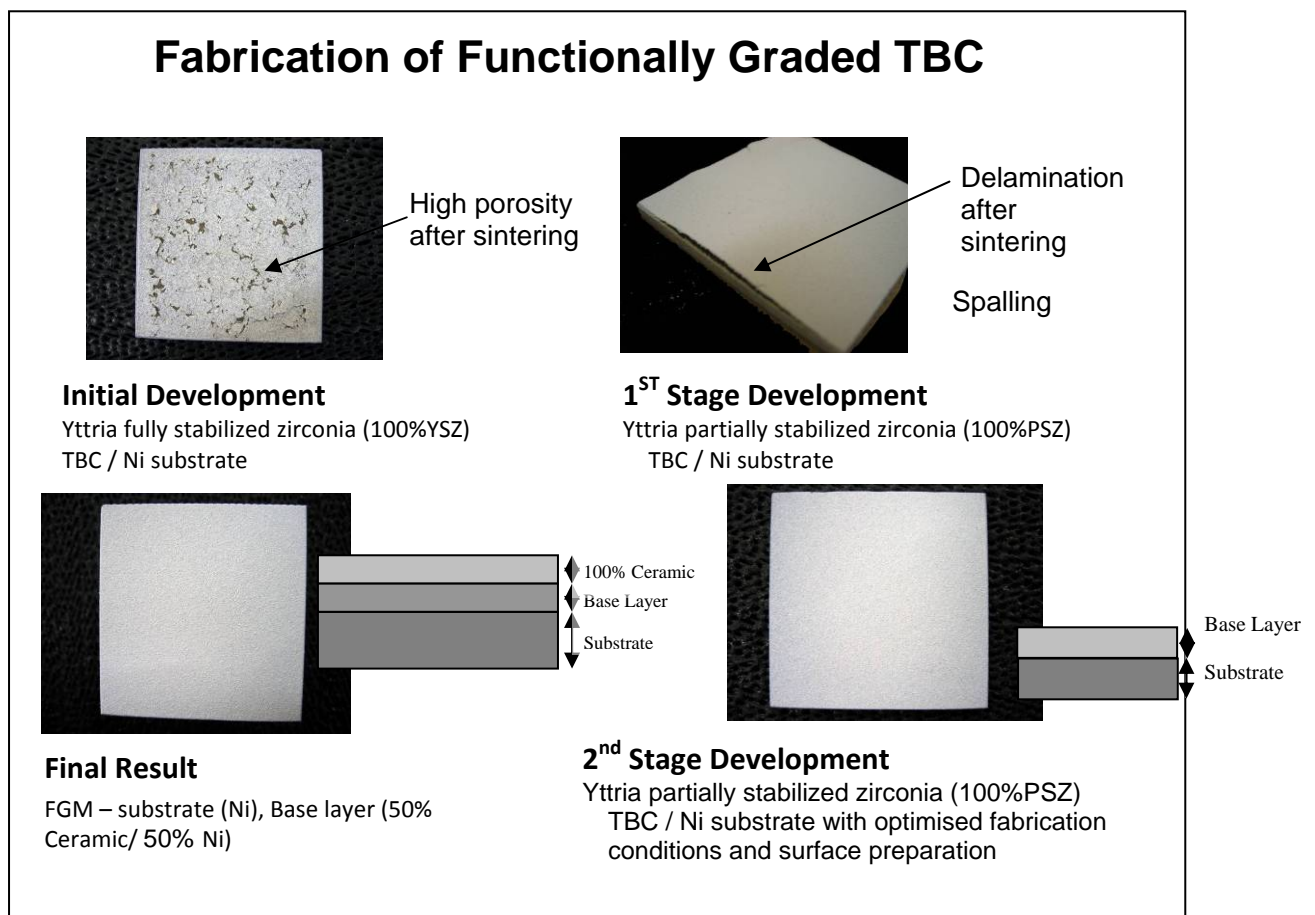 Fabrication of Functionally Graded TBC
High porosity
after sintering
Delamination
after
sintering
Spalling
Initial Development
Yttria fully stabilized zirconia (100%YSZ)
TBC / Ni substrate
1ST Stage Development
Yttria partially stabilized zirconia (100%PSZ)
TBC / Ni substrate
100% Ceramic
Base Layer
Substrate
Base Layer
Substrate
Final Result
FGM – substrate (Ni), Base layer (50%
Ceramic/ 50% Ni)
2nd Stage Development
Yttria partially stabilized zirconia (100%PSZ)
TBC / Ni substrate with optimised fabrication
conditions and surface preparation